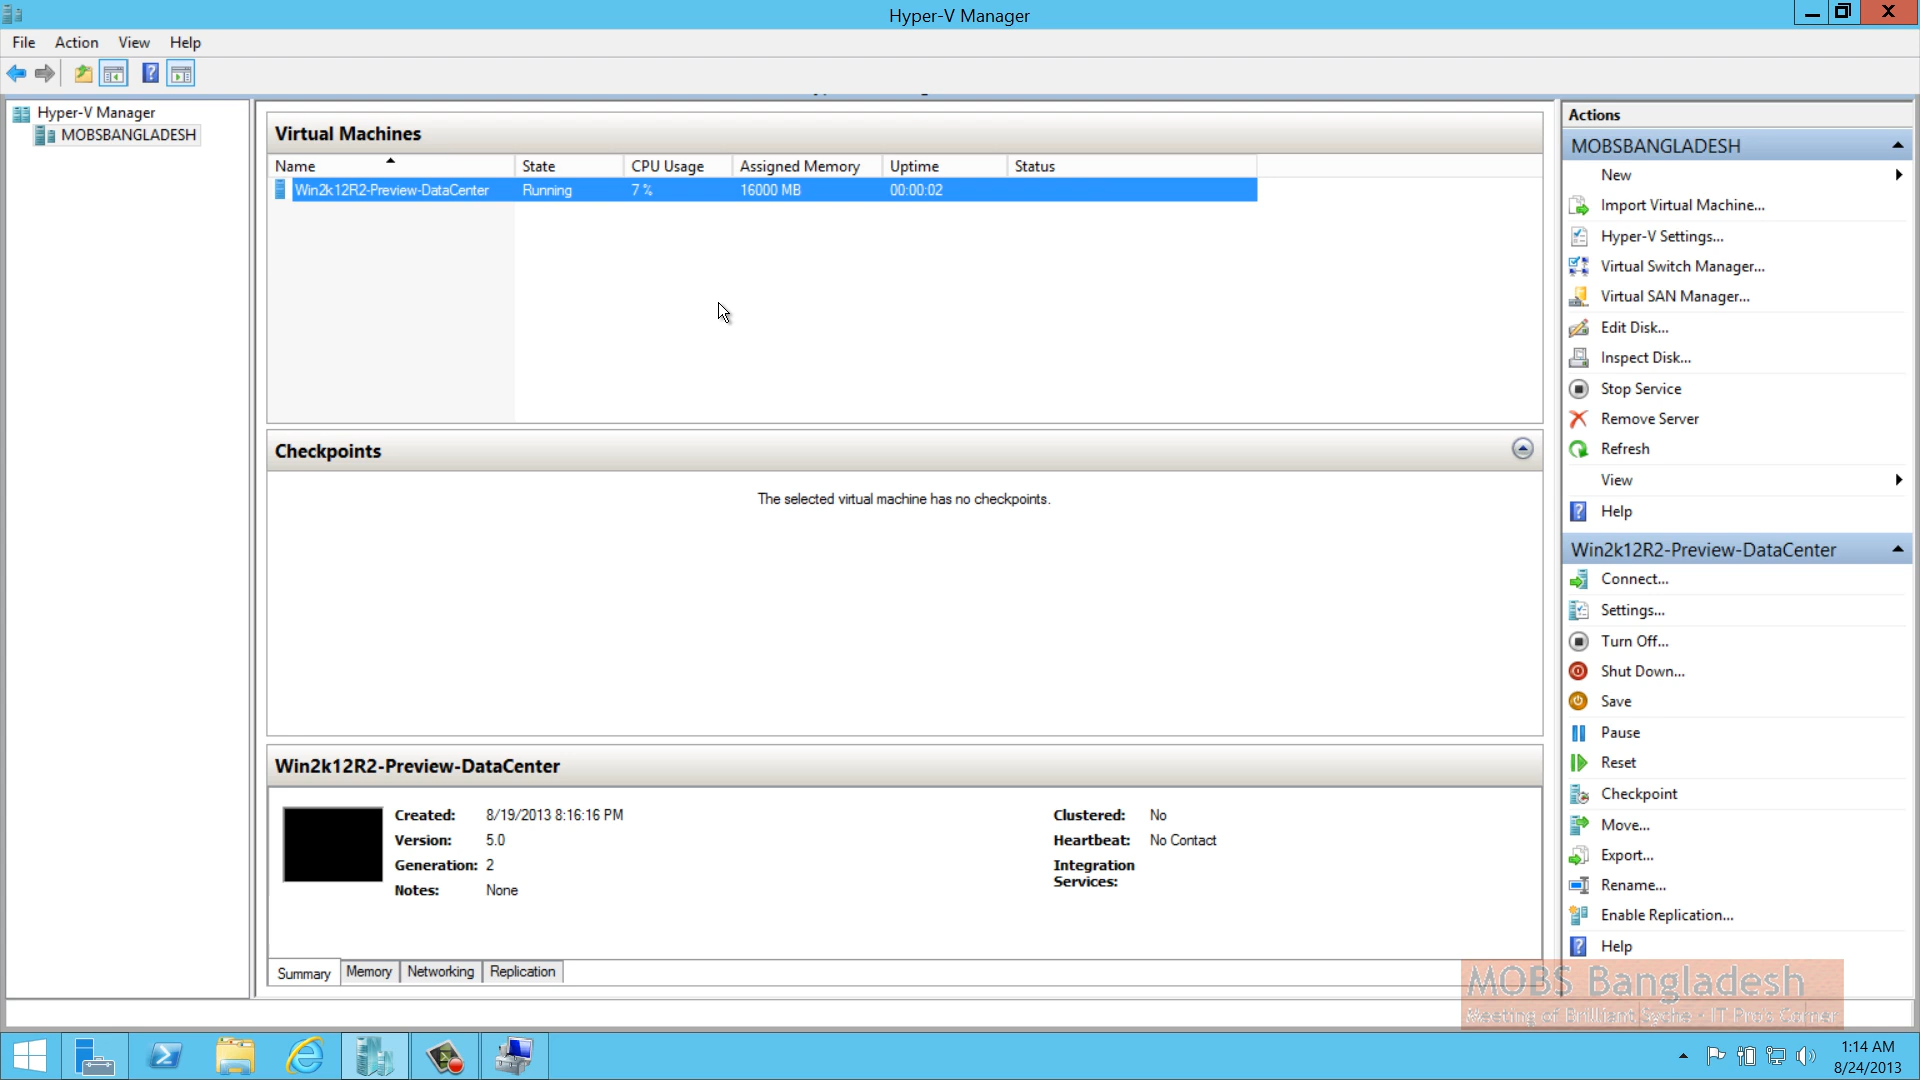 Hyper-V Manager
File Action View Help
Hyper-V Manager
MOBSBANGLADESH
Virtual Machines
Name State CPU Usage Assigned Memory Uptime Status
Win2k12R2-Preview-DataCenter Running 7 % 16000 MB 00:00:02
Checkpoints
The selected virtual machine has no checkpoints.
Win2k12R2-Preview-DataCenter
Created: 8/19/2013 8:16:16 PM
Version: 5.0
Generation: 2
Notes: None
Clustered: No
Heartbeat: No Contact
Integration
Services:
Summary Memory Networking Replication
Actions
MOBSBANGLADESH
New
Import Virtual Machine...
Hyper-V Settings...
Virtual Switch Manager...
Virtual SAN Manager...
Edit Disk...
Inspect Disk...
Stop Service
Remove Server
Refresh
View
Help
Win2k12R2-Preview-DataCenter
Connect...
Settings...
Turn Off...
Shut Down...
Save
Pause
Reset
Checkpoint
Move...
Export...
Rename...
Enable Replication...
Help
MOBS Bangladesh
Meeting of Brilliant
1:14 AM
8/24/2013